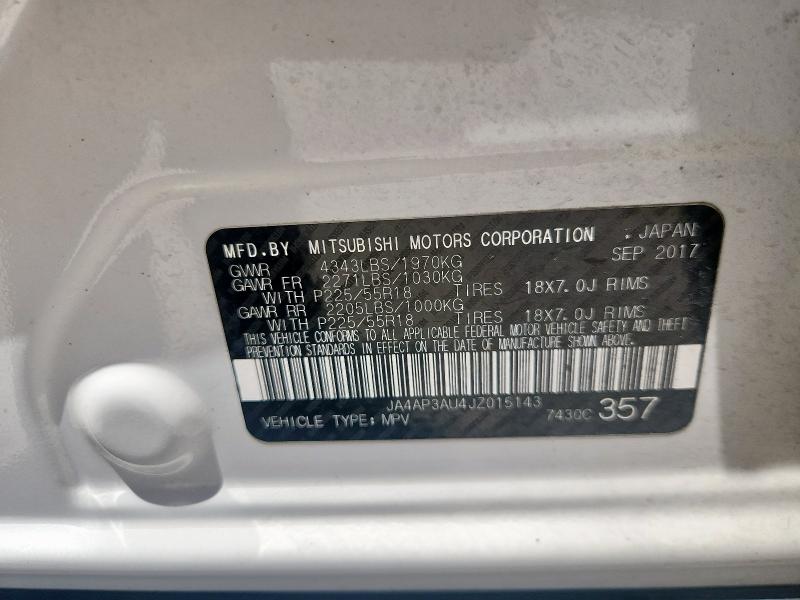 MFD.BY MITSUBISHI MOTORS CORPORATION . JAPAN
SEP 2017
GVWR 4343LBS/1970KG
GAWR FR 2271LBS/1030KG
WITH P225/55R18 TIRES 18X7.0J RIMS
GAWR RR 2205LBS/1000KG
WITH P225/55R18 TIRES 18X7.0J RIMS
THIS VEHICLE CONFORMS TO ALL APPLICABLE FEDERAL MOTOR VEHICLE SAFETY AND THEFT
PREVENTION STANDARDS IN EFFECT ON THE DATE OF MANUFACTURE SHOWN ABOVE.
JA4AP3AU4JZ015143
VEHICLE TYPE: MPV 7430C 357